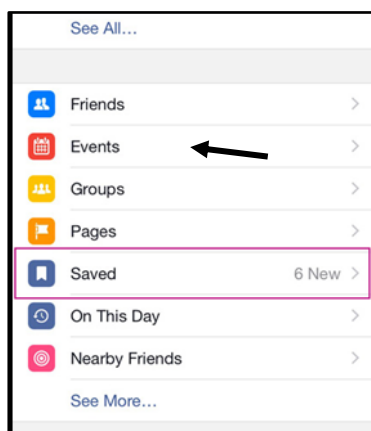 See All...
Friends
Events
Groups
Pages
Saved 6 New
On This Day
Nearby Friends
See More...